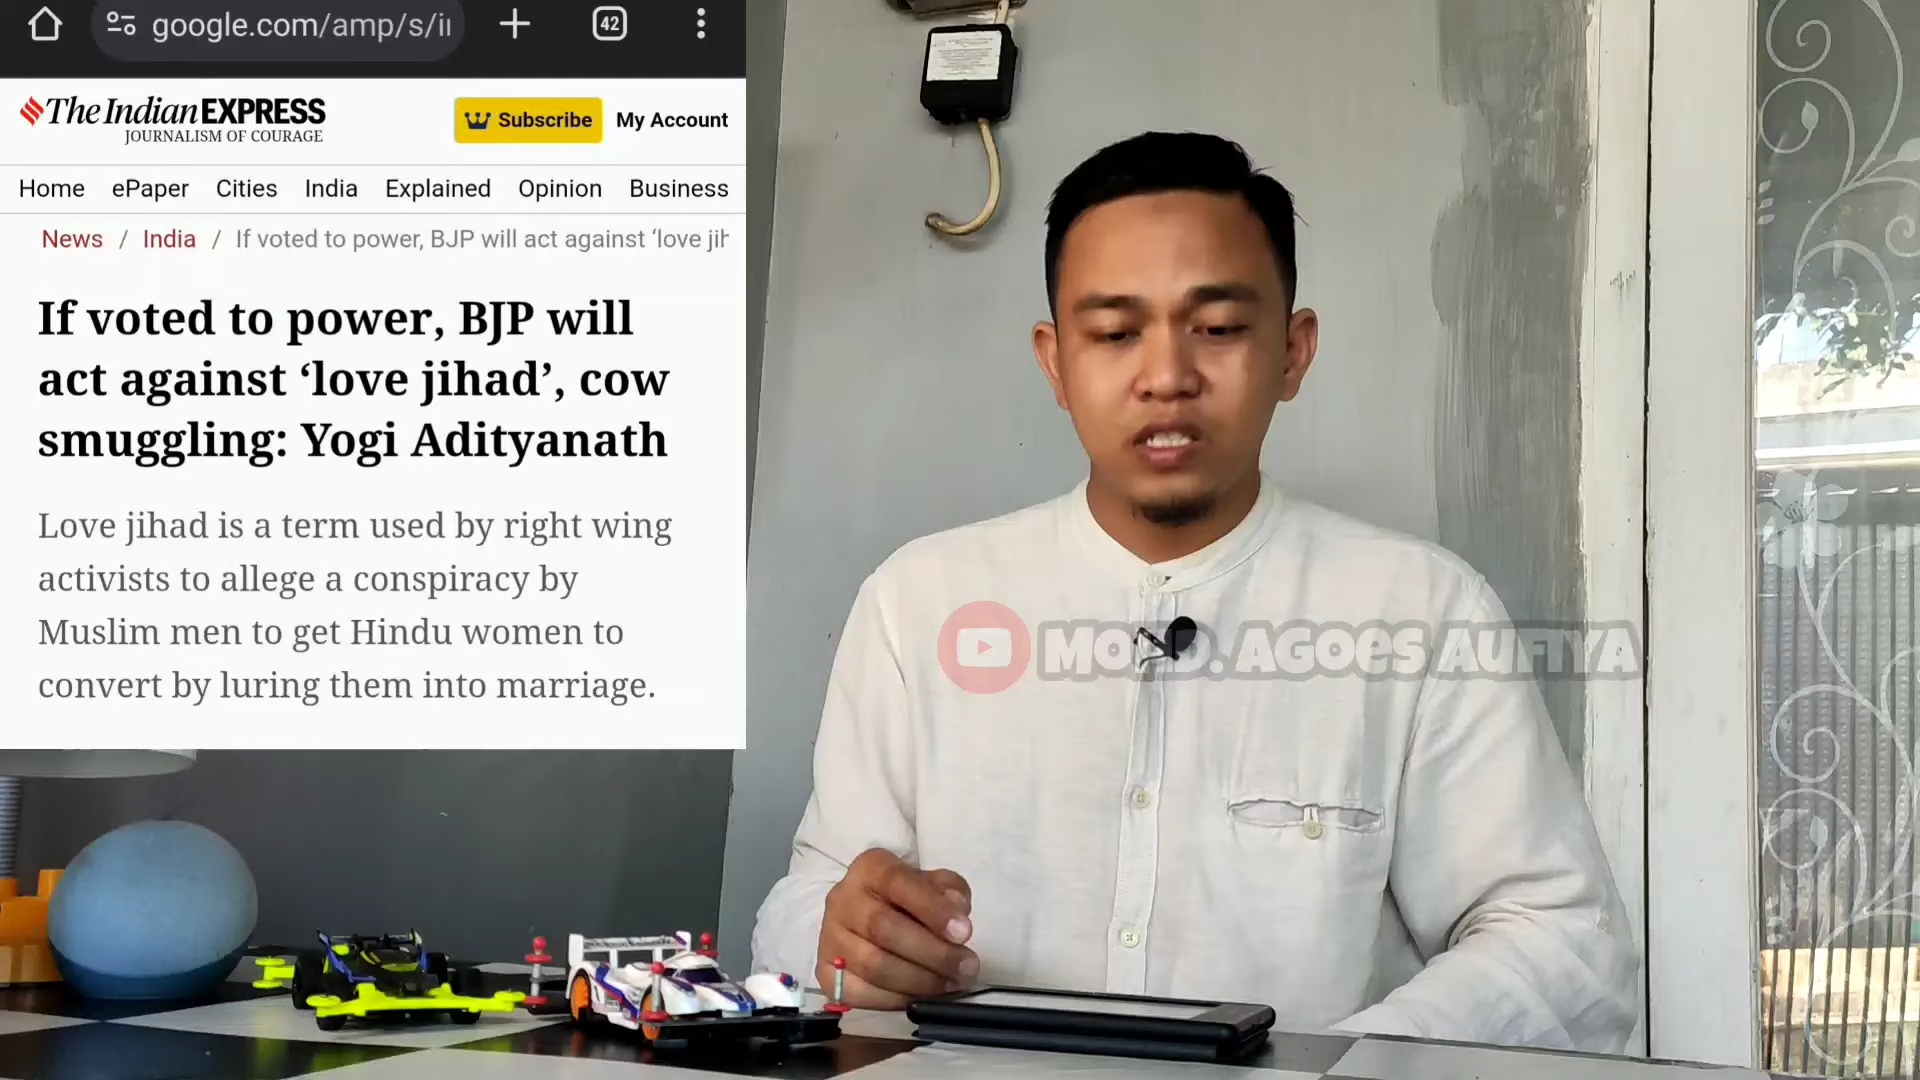 google.com/amp/s/i
42
The Indian EXPRESS
JOURNALISM OF COURAGE
Subscribe
My Account
Home ePaper Cities India Explained Opinion Business
News / India / If voted to power, BJP will act against ‘love jih
If voted to power, BJP will
act against ‘love jihad’, cow
smuggling: Yogi Adityanath
Love jihad is a term used by right wing
activists to allege a conspiracy by
Muslim men to get Hindu women to
convert by luring them into marriage.
MOHD. AGOES AUFIYA